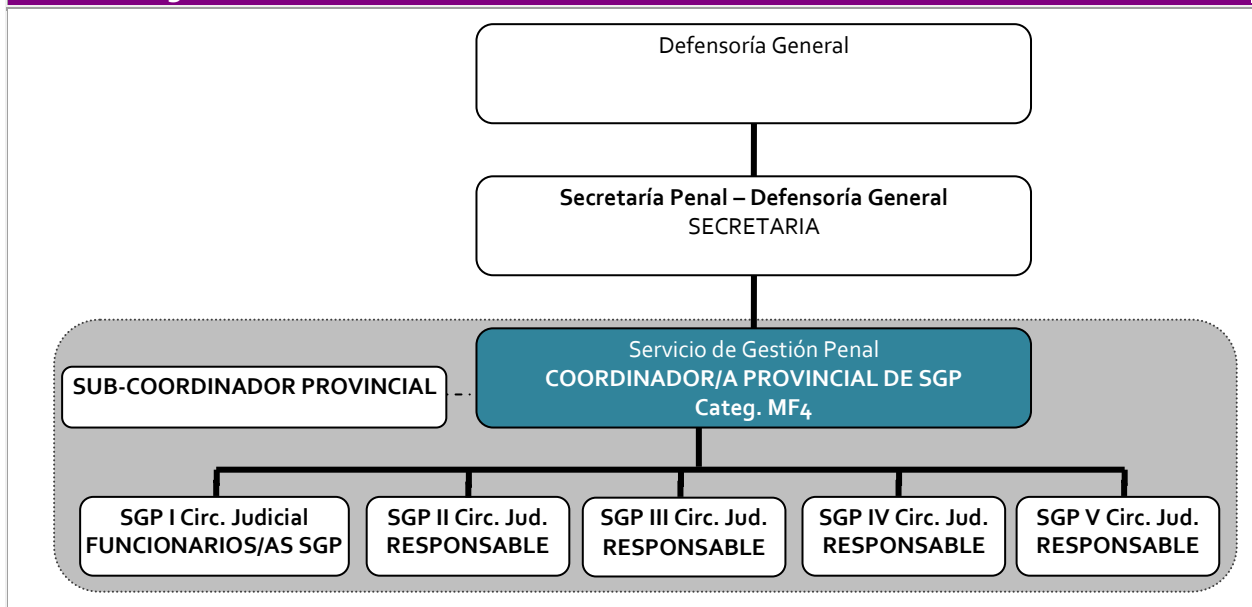 Defensoría General
Secretaría Penal – Defensoría General
SECRETARIA
Servicio de Gestión Penal
COORDINADOR/A PROVINCIAL DE SGP
Categ. MF4
SUB-COORDINADOR PROVINCIAL
SGP I Circ. Judicial
FUNCIONARIOS/AS SGP
SGP II Circ. Jud.
RESPONSABLE
SGP III Circ. Jud.
RESPONSABLE
SGP IV Circ. Jud.
RESPONSABLE
SGP V Circ. Jud.
RESPONSABLE